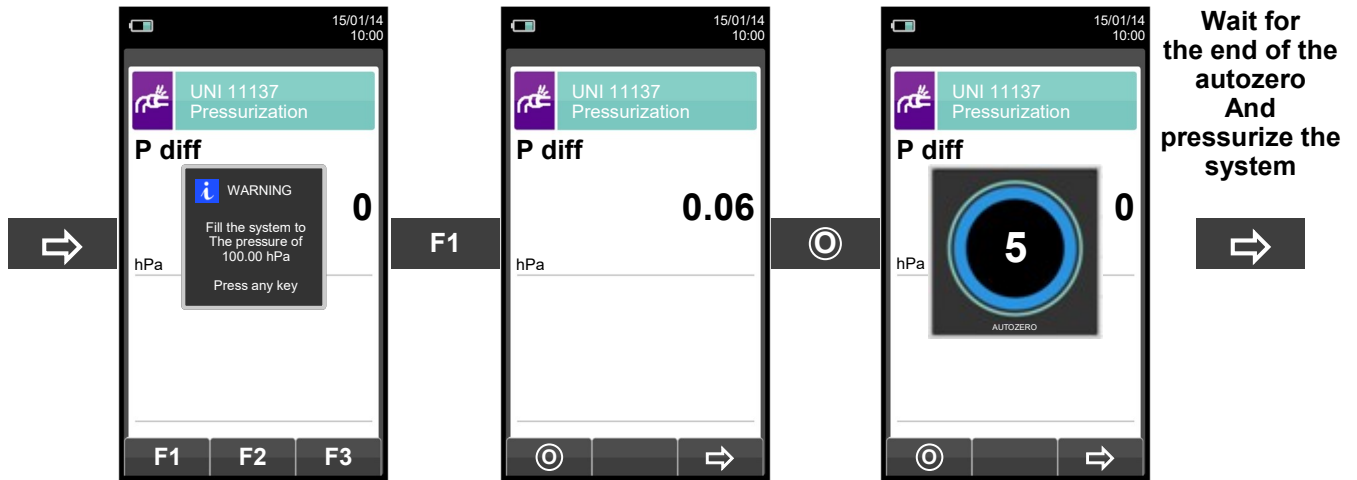 15/01/14
10:00
UNI 11137
Pressurization
P diff
WARNING
0
Fill the system to
The pressure of
100.00 hPa
hPa
Press any key
F1 F2 F3
F1
15/01/14
10:00
UNI 11137
Pressurization
P diff
0.06
hPa
O
O
15/01/14
10:00
UNI 11137
Pressurization
P diff
0
5
hPa
AUTOZERO
O
Wait for
the end of the
autozero
And
pressurize the
system